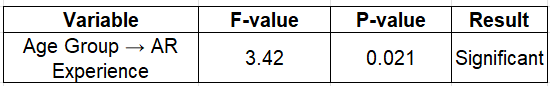 Variable F-value P-value Result
Age Group → AR
Experience 3.42 0.021 Significant